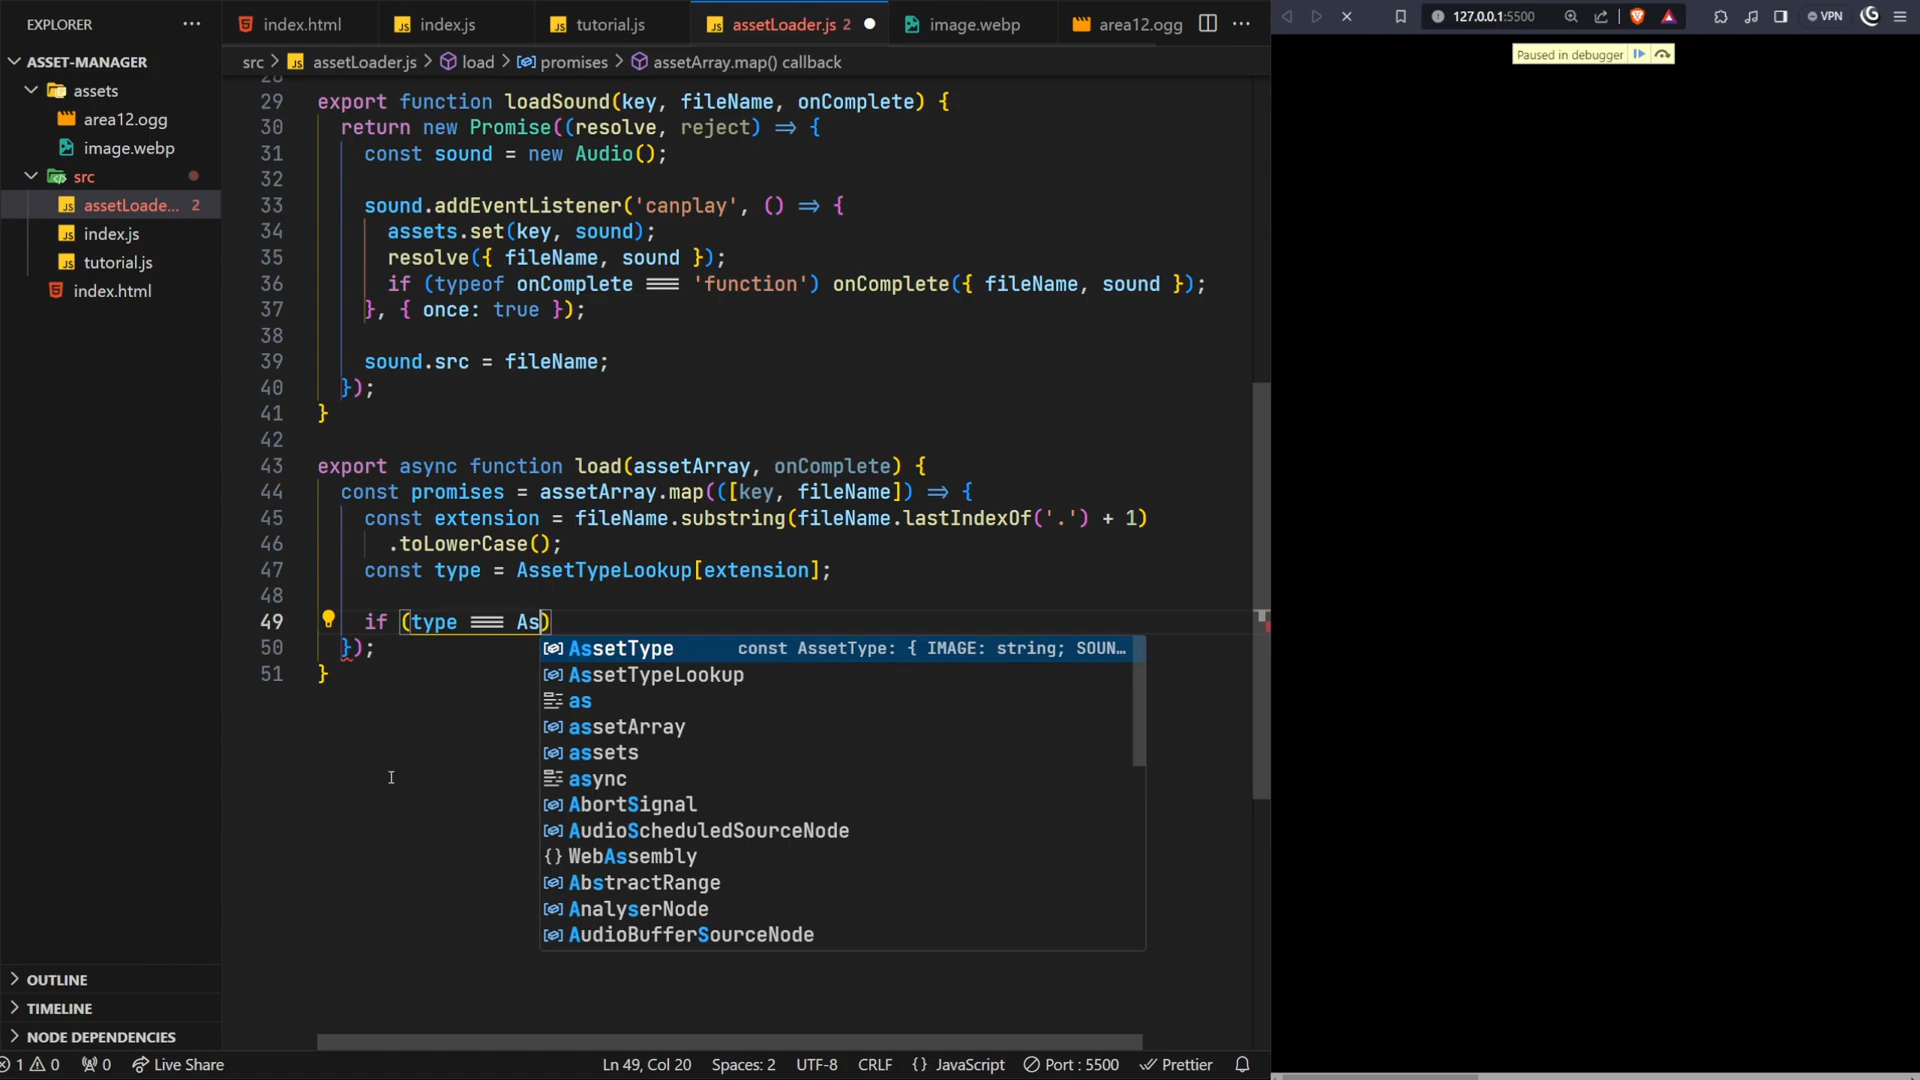 EXPLORER
ASSET-MANAGER
assets
area12.ogg
image.webp
src
assetLoade... 2
index.js
tutorial.js
index.html
OUTLINE
TIMELINE
NODE DEPENDENCIES
index.html
index.js
tutorial.js
assetLoader.js 2
image.webp
area12.ogg
src > assetLoader.js > load > promises > assetArray.map() callback
29 export function loadSound(key, fileName, onComplete) {
30 return new Promise((resolve, reject) => {
31 const sound = new Audio();
32
33 sound.addEventListener('canplay', () => {
34 assets.set(key, sound);
35 resolve({ fileName, sound });
36 if (typeof onComplete === 'function') onComplete({ fileName, sound });
37 }, { once: true });
38
39 sound.src = fileName;
40 });
41 }
42
43 export async function load(assetArray, onComplete) {
44 const promises = assetArray.map(([key, fileName]) => {
45 const extension = fileName.substring(fileName.lastIndexOf('.') + 1)
46 .toLowerCase();
47 const type = AssetTypeLookup[extension];
48
49 if (type === As)
50 });
51 }
AssetType const AssetType: { IMAGE: string; SOUN...
AssetTypeLookup
as
assetArray
assets
async
AbortSignal
AudioScheduledSourceNode
WebAssembly
AbstractRange
AnalyserNode
AudioBufferSourceNode
1 0 0 Live Share
Ln 49, Col 20 Spaces: 2 UTF-8 CRLF {} JavaScript Port : 5500 Prettier
127.0.0.1:5500
VPN
Paused in debugger